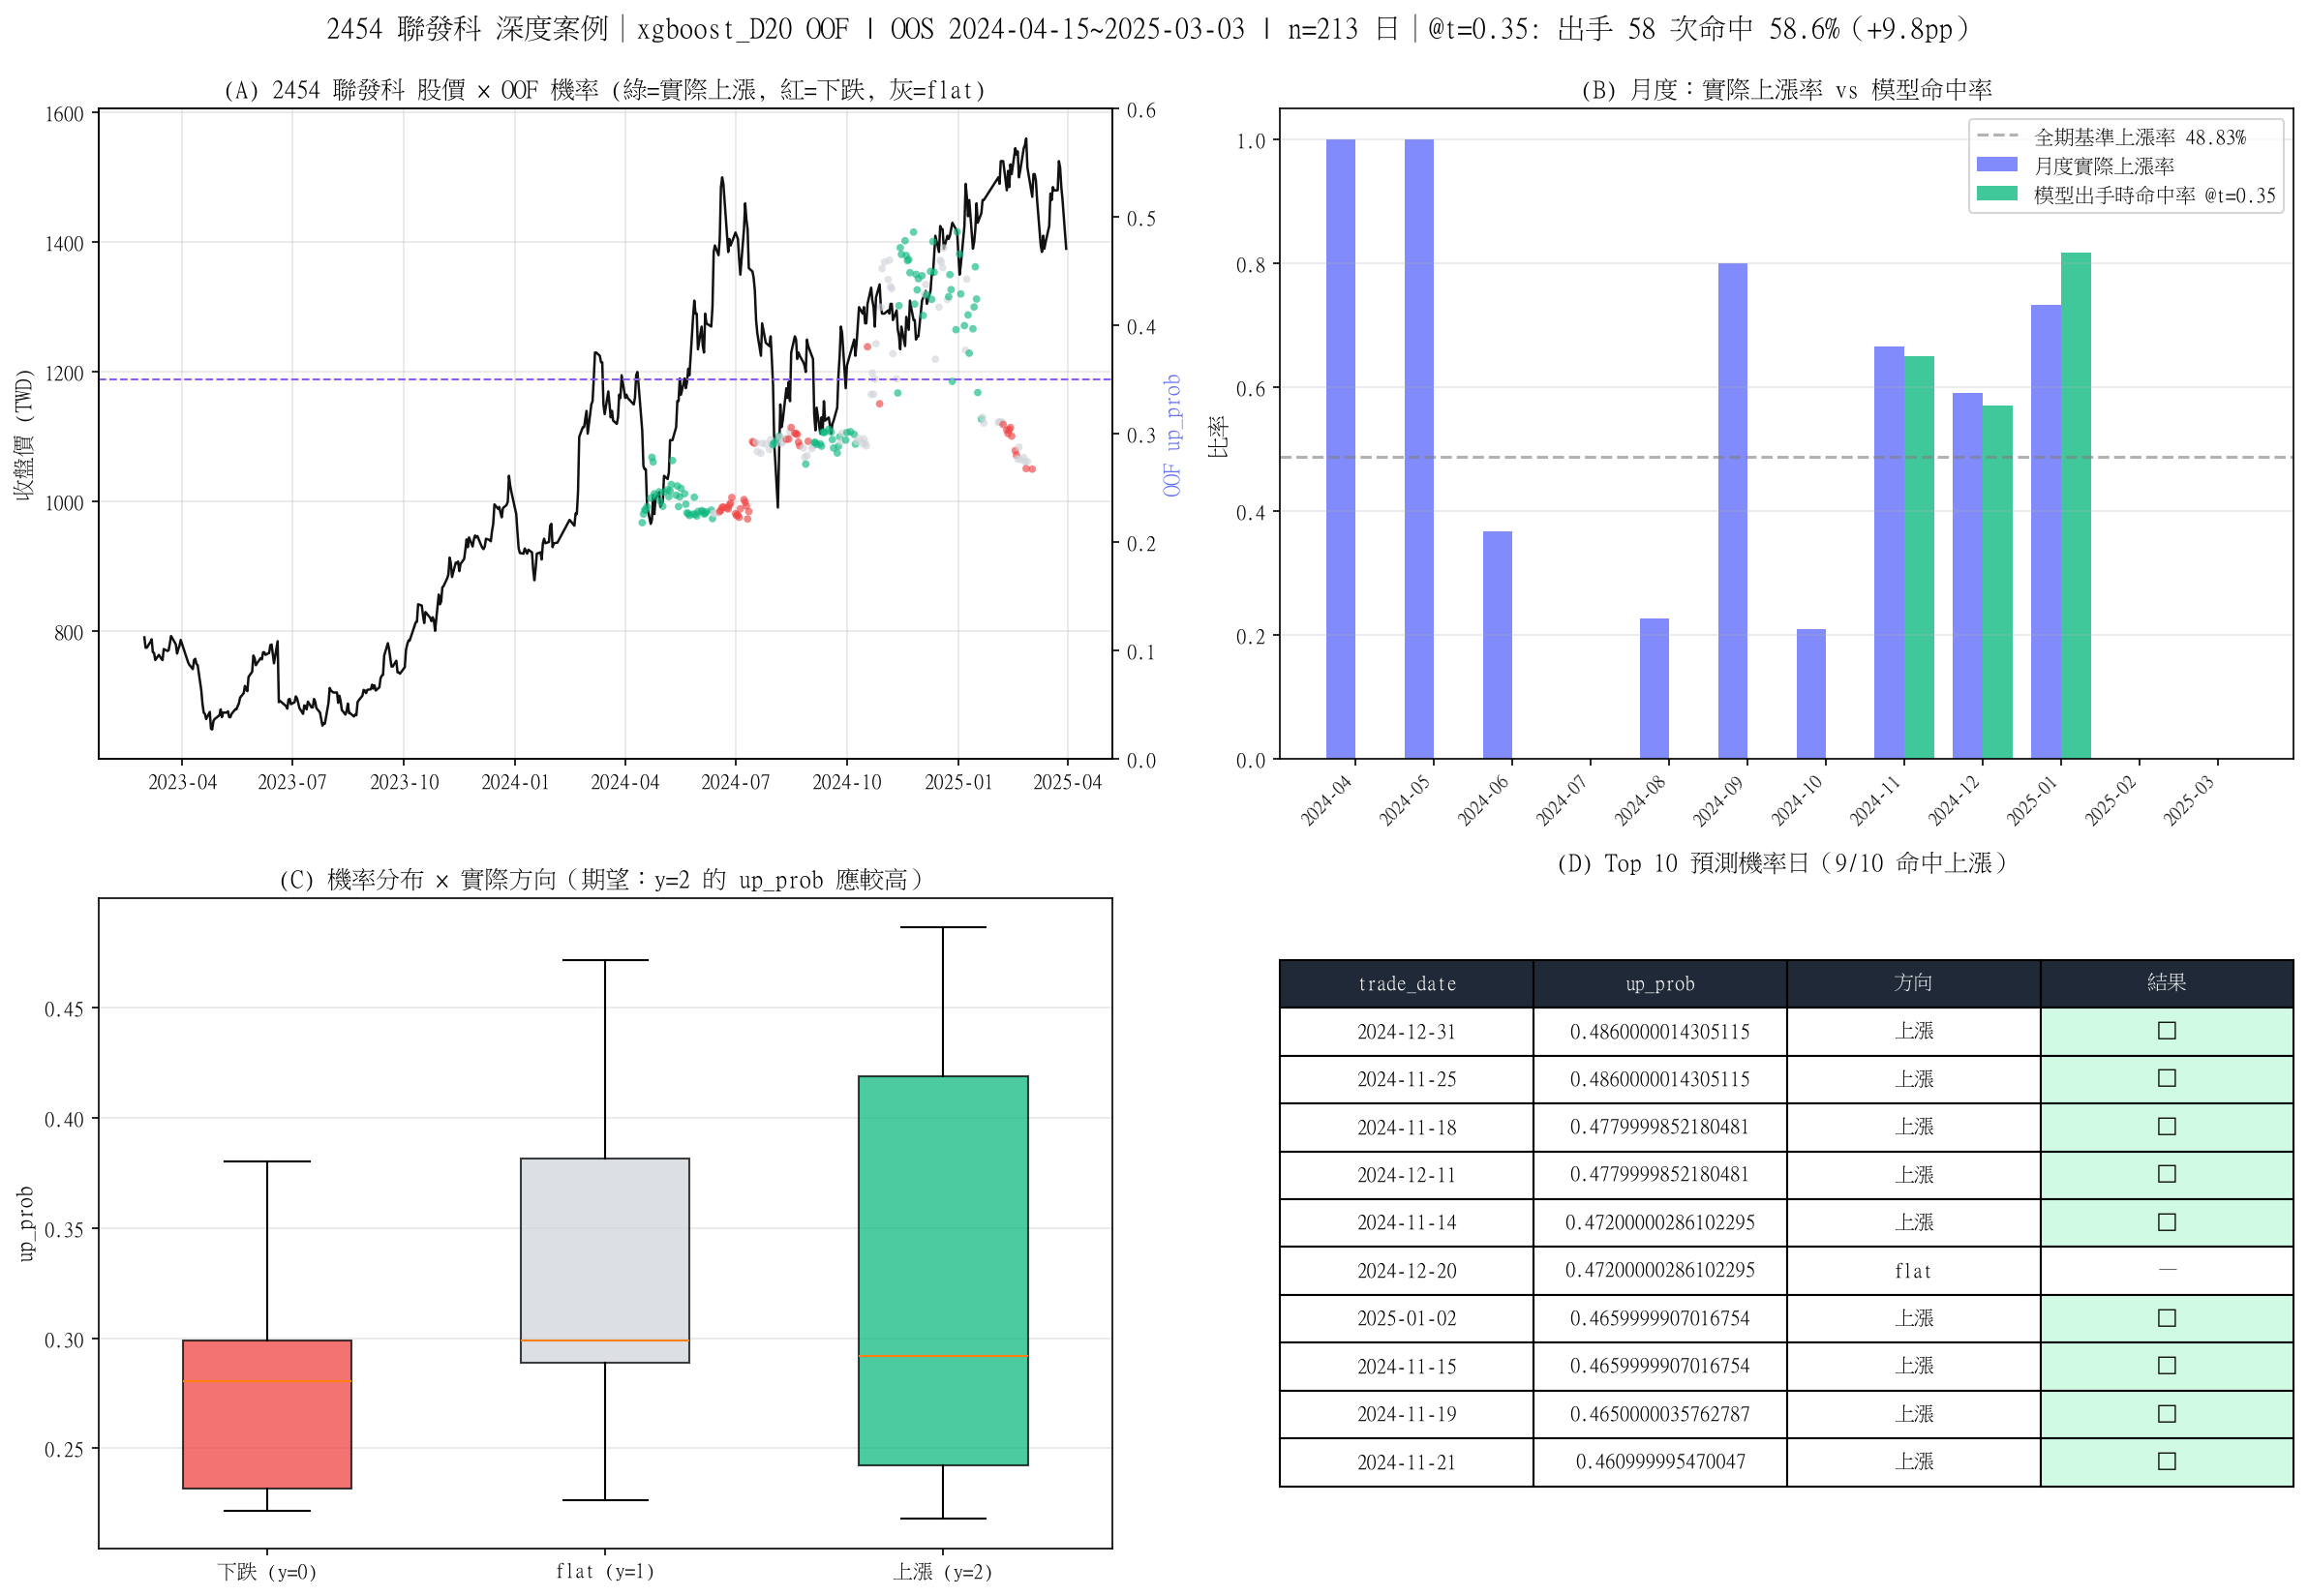 2454 聯發科 深度案例｜xgboost_D20 OOF | OOS 2024-04-15~2025-03-03 | n=213 日｜@t=0.35: 出手 58 次命中 58.6%（+9.8pp）
(A) 2454 聯發科 股價 × OOF 機率 (綠=實際上漲, 紅=下跌, 灰=flat)
1600
1400
1200
1000
800
收盤價 (TWD)
0.6
0.5
0.4
0.3
0.2
0.1
0.0
OOF up_prob
2023-04
2023-07
2023-10
2024-01
2024-04
2024-07
2024-10
2025-01
2025-04
(B) 月度：實際上漲率 vs 模型命中率
全期基準上漲率 48.83%
月度實際上漲率
模型出手時命中率 @t=0.35
1.0
0.8
0.6
0.4
0.2
0.0
比率
2024-04
2024-05
2024-06
2024-07
2024-08
2024-09
2024-10
2024-11
2024-12
2025-01
2025-02
2025-03
(C) 機率分布 × 實際方向（期望：y=2 的 up_prob 應較高）
0.45
0.40
0.35
0.30
0.25
up_prob
下跌 (y=0)
flat (y=1)
上漲 (y=2)
(D) Top 10 預測機率日（9/10 命中上漲）
trade_date up_prob 方向 結果
2024-12-31 0.4860000014305115 上漲 □
2024-11-25 0.4860000014305115 上漲 □
2024-11-18 0.4779999852180481 上漲 □
2024-12-11 0.4779999852180481 上漲 □
2024-11-14 0.47200000286102295 上漲 □
2024-12-20 0.47200000286102295 flat —
2025-01-02 0.4659999907016754 上漲 □
2024-11-15 0.4659999907016754 上漲 □
2024-11-19 0.4650000035762787 上漲 □
2024-11-21 0.460999995470047 上漲 □